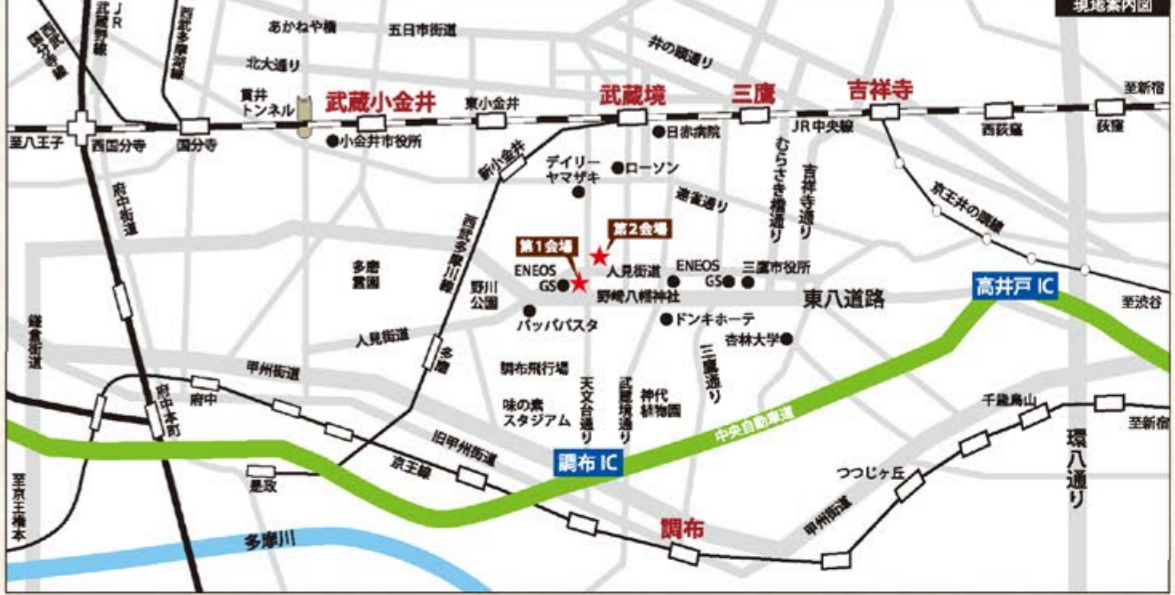 現地案内図
JR
武蔵野線
西武
国分寺線
西武多摩湖線
あかねや橋
五日市街道
井の頭通り
北大通り
貫井
トンネル
武蔵小金井
東小金井
武蔵境
三鷹
吉祥寺
至新宿
至八王子
西国分寺
国分寺
小金井市役所
日赤病院
JR中央線
西荻窪
荻窪
新小金井
デイリー
ヤマザキ
ローソン
むらさき橋通り
吉祥寺通り
連雀通り
京王井の頭線
府中街道
西武多摩川線
第1会場
第2会場
多磨
霊園
野川
公園
ENEOS
GS
人見街道
ENEOS
GS
三鷹市役所
野崎八幡神社
東八道路
高井戸 IC
至渋谷
鎌倉街道
パッパパスタ
ドンキホーテ
杏林大学
人見街道
多磨
甲州街道
調布飛行場
天文台通り
武蔵境通り
神代
植物園
三鷹通り
府中
府中本町
味の素
スタジアム
中央自動車道
千歳烏山
至新宿
旧甲州街道
京王線
調布 IC
環八通り
是政
至京王橋本
つつじヶ丘
甲州街道
多摩川
調布